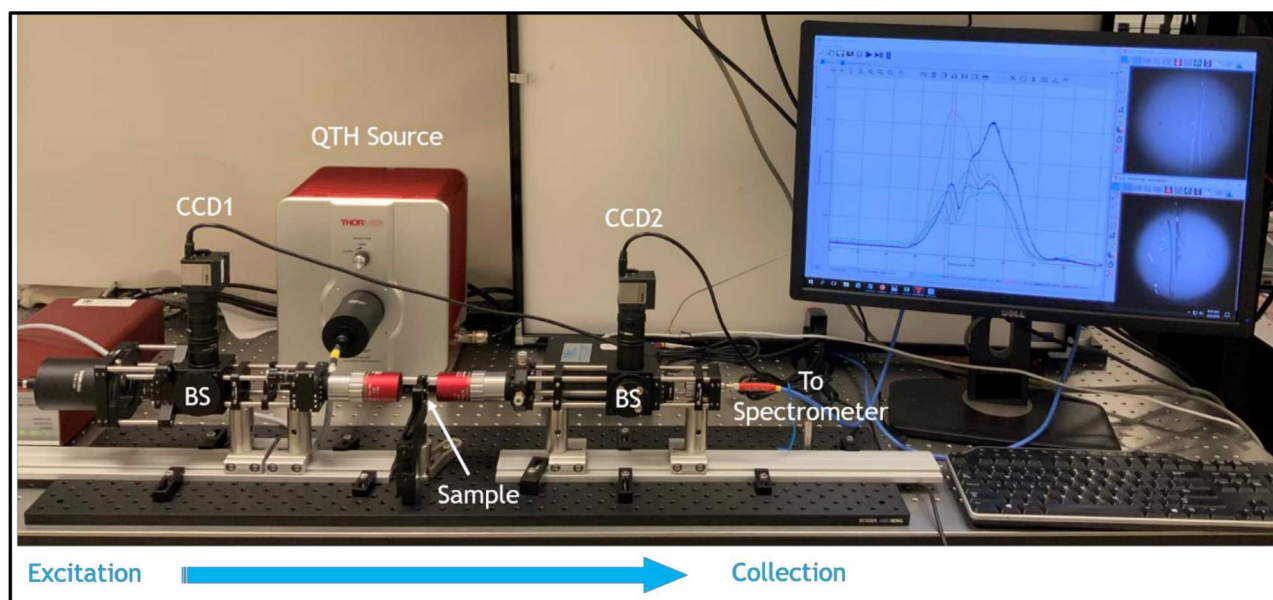 QTH Source
CCD1
THORLABS
CCD2
DELL
BS
BS
To
Spectrometer
Sample
Excitation
Collection